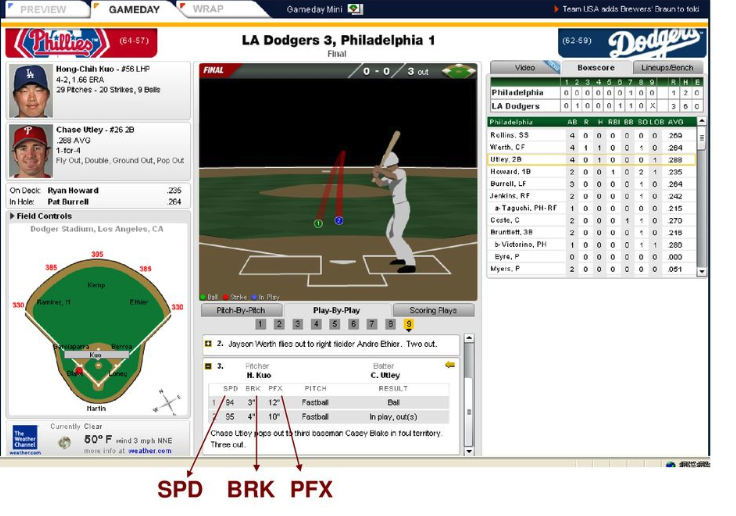 PREVIEW
GAMEDAY
WRAP
Gameday Mini
Team USA adds Brewers' Braun to fold
Phillies
(64-57)
LA Dodgers 3, Philadelphia 1
Final
(62-59)
Dodgers
Hong-Chih Kuo - #56 LHP
4-2, 1.66 ERA
29 Pitches - 20 Strikes, 9 Balls
Chase Utley - #26 2B
.288 AVG
1-for-4
Fly Out, Double, Ground Out, Pop Out
On Deck: Ryan Howard .235
In Hole: Pat Burrell .264
Field Controls
Dodger Stadium, Los Angeles, CA
395
385 385
330 330
Kemp
Ramirez, M Ethier
Garciaparra Berroa
Kuo
Blake Loney
Martin
N
E
S
W
The Weather Channel
weather.com
Currently Clear
60° F wind 3 mph NNE
more info at weather.com
FINAL
0 - 0 3 out
1 2
Ball Strike In Play
Pitch-By-Pitch
Play-By-Play
Scoring Plays
1 2 3 4 5 6 7 8 9
2. Jayson Werth flies out to right fielder Andre Ethier. Two out.
3. Pitcher Batter
H. Kuo C. Utley
SPD BRK PFX PITCH RESULT
1 94 3" 12" Fastball Ball
2 95 4" 10" Fastball In play, out(s)
Chase Utley pops out to third baseman Casey Blake in foul territory.
Three out.
Video
Boxscore
Lineups/Bench
1 2 3 4 5 6 7 8 9 R H E
Philadelphia 0 0 0 0 0 0 1 0 0 1 2 0
LA Dodgers 0 1 0 0 0 1 1 0 X 3 6 0
Philadelphia AB R H RBI BB SO LOB AVG
Rollins, SS 4 0 0 0 0 0 0 .269
Werth, CF 4 1 1 0 0 0 0 .264
Utley, 2B 4 0 1 0 0 0 1 .288
Howard, 1B 2 0 0 1 0 2 1 .235
Burrell, LF 3 0 0 0 0 1 0 .264
Jenkins, RF 2 0 0 0 0 1 0 .242
a-Taguchi, PH-RF 1 0 0 0 0 0 0 .215
Coste, C 2 0 0 0 1 1 0 .270
Bruntlett, 3B 2 0 0 0 0 1 0 .216
b-Victorino, PH 1 0 0 0 0 1 1 .280
Eyre, P 0 0 0 0 0 0 0 .000
Myers, P 2 0 0 0 0 1 0 .051
SPD BRK PFX